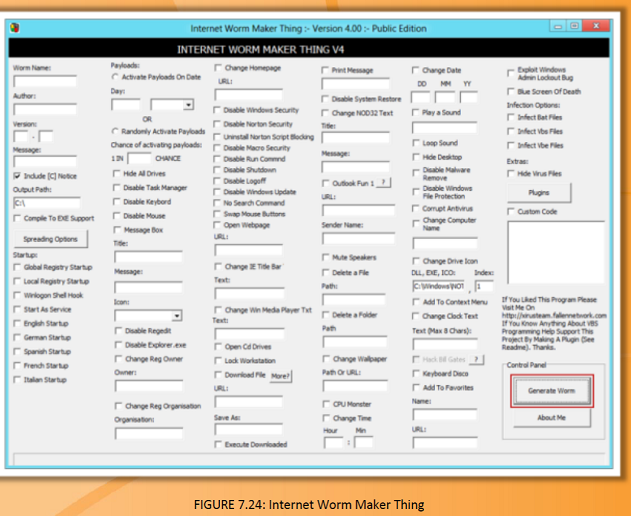 Internet Worm Maker Thing :- Version 4.00 :- Public Edition
INTERNET WORM MAKER THING V4
Worm Name:
Author:
Version:
-
Message:
Include [C] Notice
Output Path:
C:\
Compile To EXE Support
Spreading Options
Startup:
Global Registry Startup
Local Registry Startup
Winlogon Shell Hook
Start As Service
English Startup
German Startup
Spanish Startup
French Startup
Italian Startup
Payloads:
Activate Payloads On Date
Day:
OR
Randomly Activate Payloads
Chance of activating payloads:
1 IN
CHANCE
Hide All Drives
Disable Task Manager
Disable Keybord
Disable Mouse
Message Box
Title:
Message:
Icon:
Disable Regedit
Disable Explorer.exe
Change Reg Owner
Owner:
Change Reg Organisation
Organisation:
Change Homepage
URL:
Disable Windows Security
Disable Norton Security
Uninstall Norton Script Blocking
Disable Macro Security
Disable Run Commnd
Disable Shutdown
Disable Logoff
Disable Windows Update
No Search Command
Swap Mouse Buttons
Open Webpage
URL:
Change IE Title Bar
Text:
Change Win Media Player Txt
Text:
Open Cd Drives
Lock Workstation
Download File
More?
URL:
Save As:
Execute Downloaded
Print Message
Disable System Restore
Change NOD32 Text
Title:
Message:
Outlook Fun 1
?
URL:
Sender Name:
Mute Speakers
Delete a File
Path:
Delete a Folder
Path
Change Wallpaper
Path Or URL:
CPU Monster
Change Time
Hour
Min
:
Change Date
DD
MM
YY
Play a Sound
Loop Sound
Hide Desktop
Disable Malware
Remove
Disable Windows
File Protection
Corrupt Antivirus
Change Computer
Name
Change Drive Icon
DLL, EXE, ICO:
Index:
C:\Windows\NOT
,
1
Add To Context Menu
Change Clock Text
Text (Max 8 Chars):
Hack Bill Gates
?
Keyboard Disco
Add To Favorites
Name:
URL:
Exploit Windows
Admin Lockout Bug
Blue Screen Of Death
Infection Options:
Infect Bat Files
Infect Vbs Files
Infect Vbe Files
Extras:
Hide Virus Files
Plugins
Custom Code
If You Liked This Program Please
Visit Me On
http://virusteam.fallennetwork.com
If You Know Anything About VBS
Programming Help Support This
Project By Making A Plugin (See
Readme). Thanks.
Control Panel
Generate Worm
About Me
FIGURE 7.24: Internet Worm Maker Thing